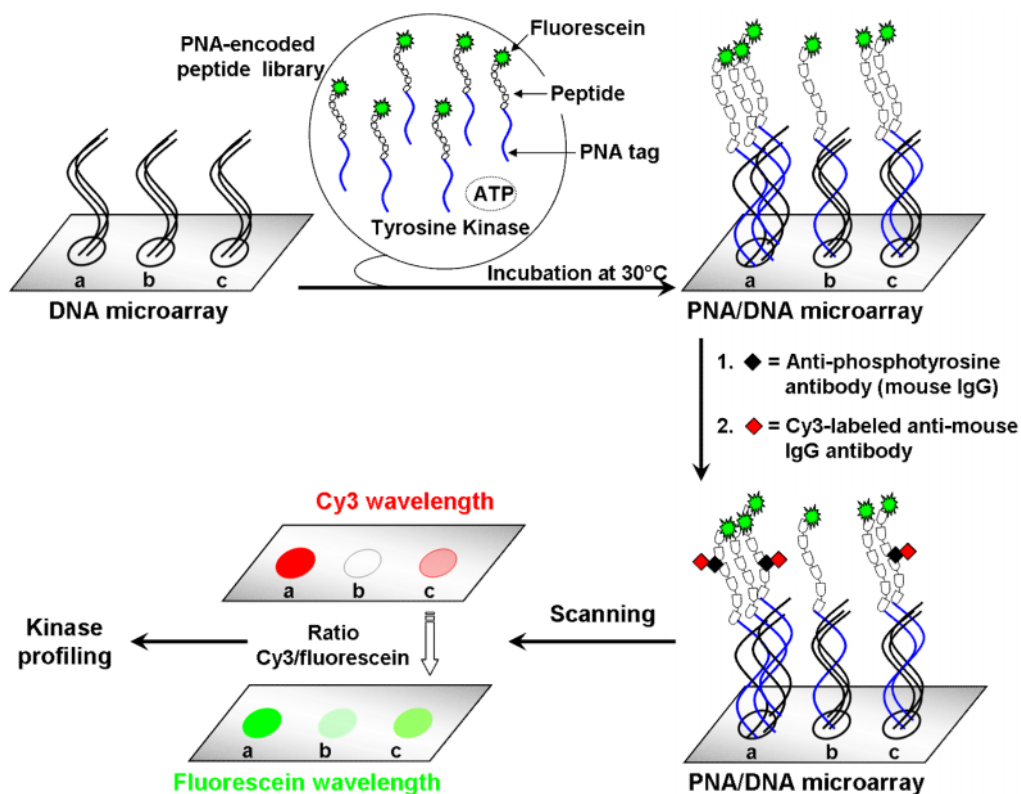 PNA-encoded
peptide library
Fluorescein
Peptide
PNA tag
ATP
Tyrosine Kinase
a b c
DNA microarray
Incubation at 30°C
a b c
PNA/DNA microarray
1. = Anti-phosphotyrosine
antibody (mouse IgG)
2. = Cy3-labeled anti-mouse
IgG antibody
a b c
PNA/DNA microarray
Scanning
Cy3 wavelength
a b c
Ratio
Cy3/fluorescein
a b c
Fluorescein wavelength
Kinase
profiling